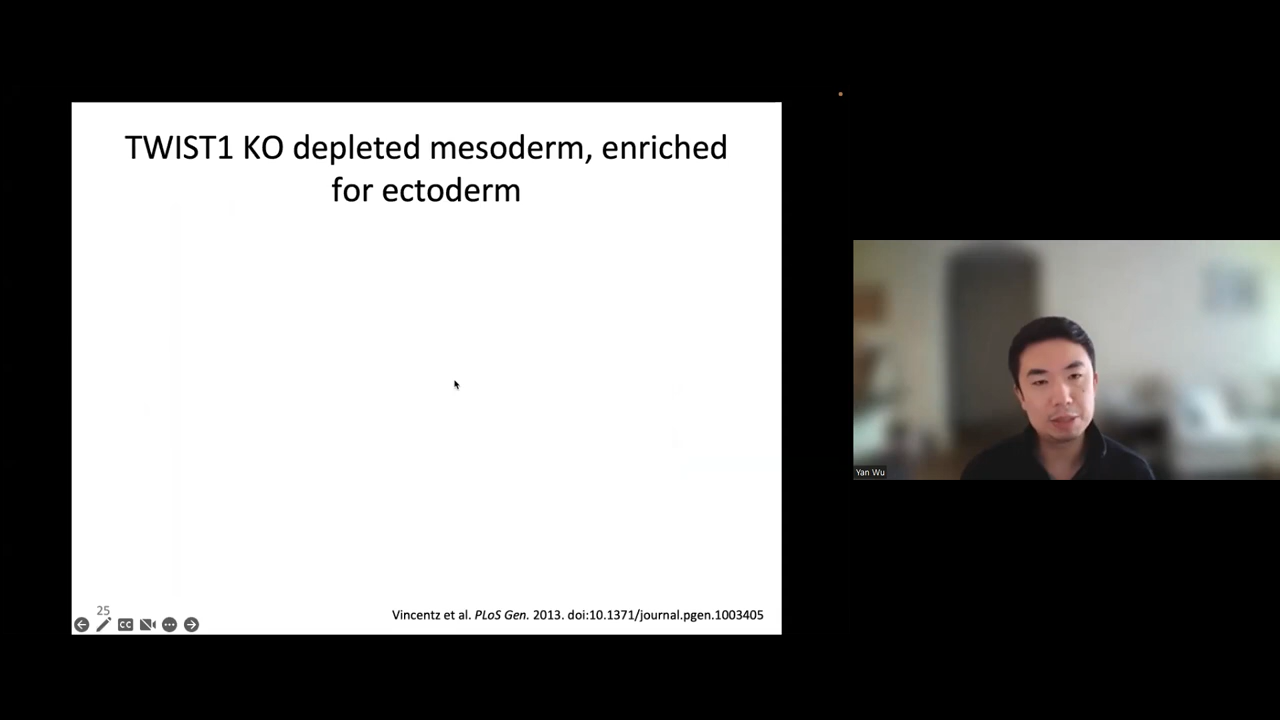 TWIST1 KO depleted mesoderm, enriched
for ectoderm
Yan Wu
25
CC
Vincentz et al. PLoS Gen. 2013. doi:10.1371/journal.pgen.1003405